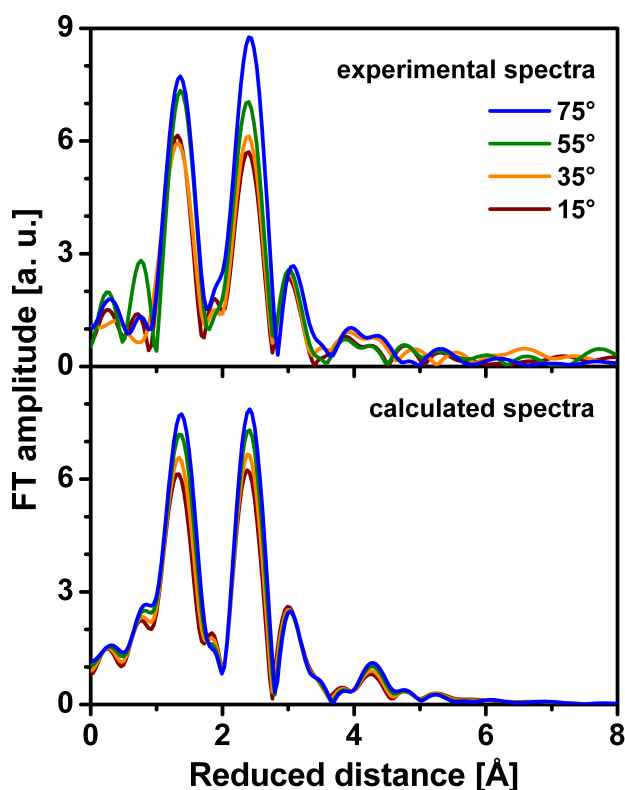 9
experimental spectra
75°
55°
35°
15°
6
3
0
calculated spectra
6
3
0
0 2 4 6 8
FT amplitude [a. u.]
Reduced distance [Å]